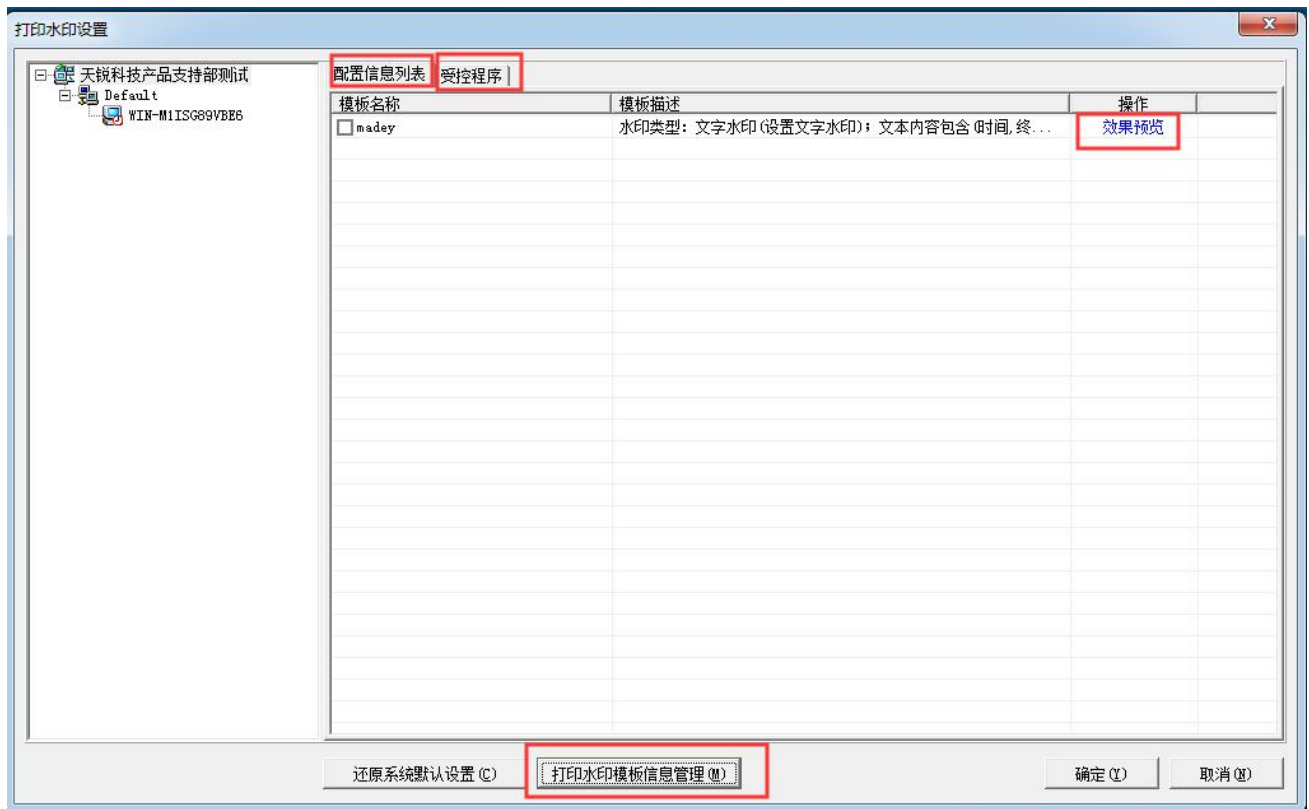 打印水印设置
天锐科技产品支持部测试
Default
WIN-M1ISG89VBE6
配置信息列表 受控程序
模板名称 模板描述 操作
madey 水印类型: 文字水印(设置文字水印); 文本内容包含(时间,终... 效果预览
还原系统默认设置(C) 打印水印模板信息管理(M) 确定(Y) 取消(N)